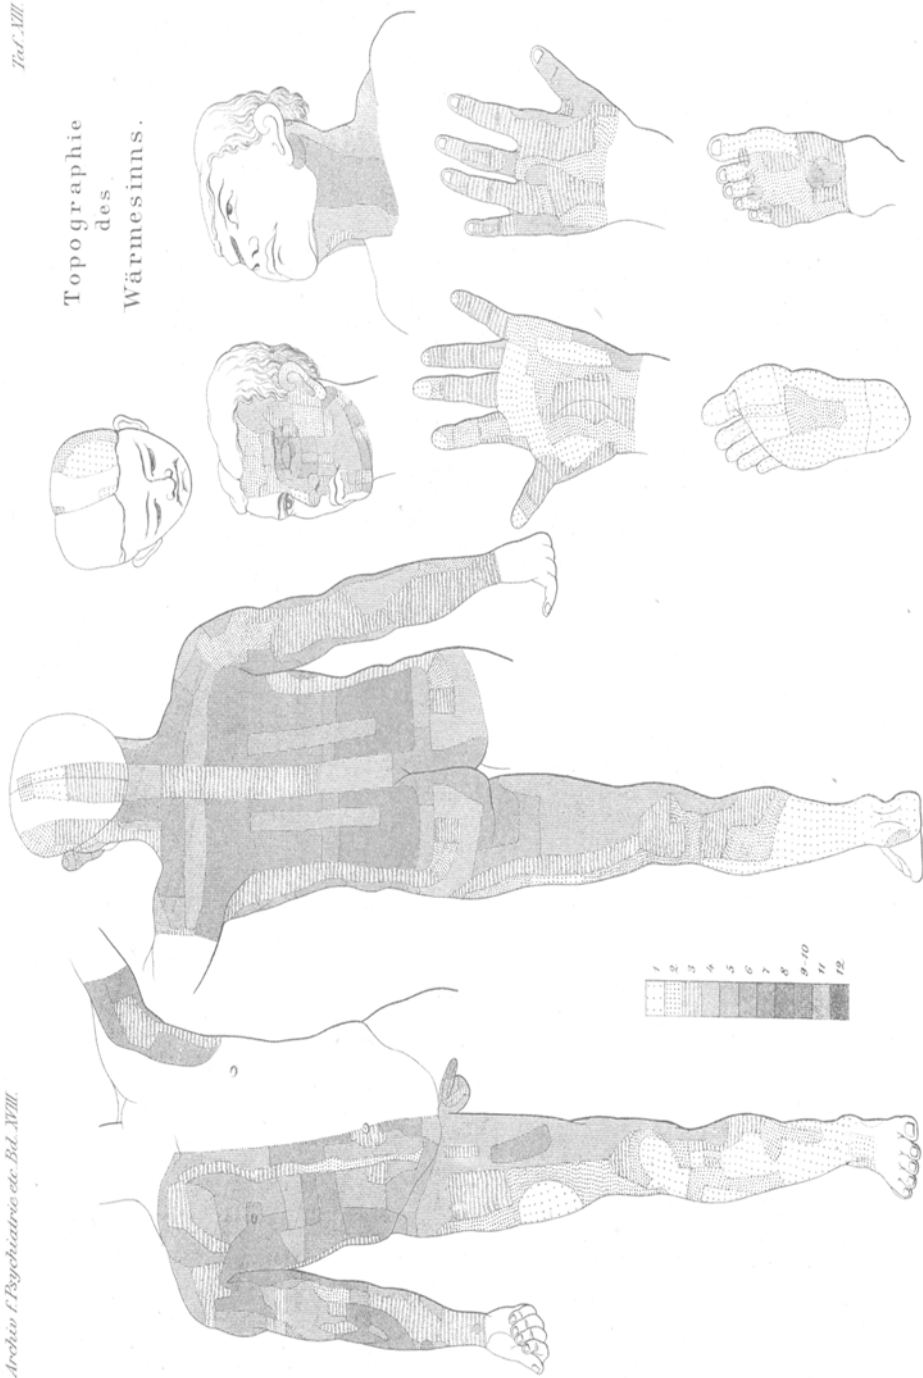 Archiv f. Psychiatrie etc. Bd. XVIII.
Taf. XIII.
Topographie
des
Wärmesinns.
1
2
3
4
5
6
7
8
9-10
11
12